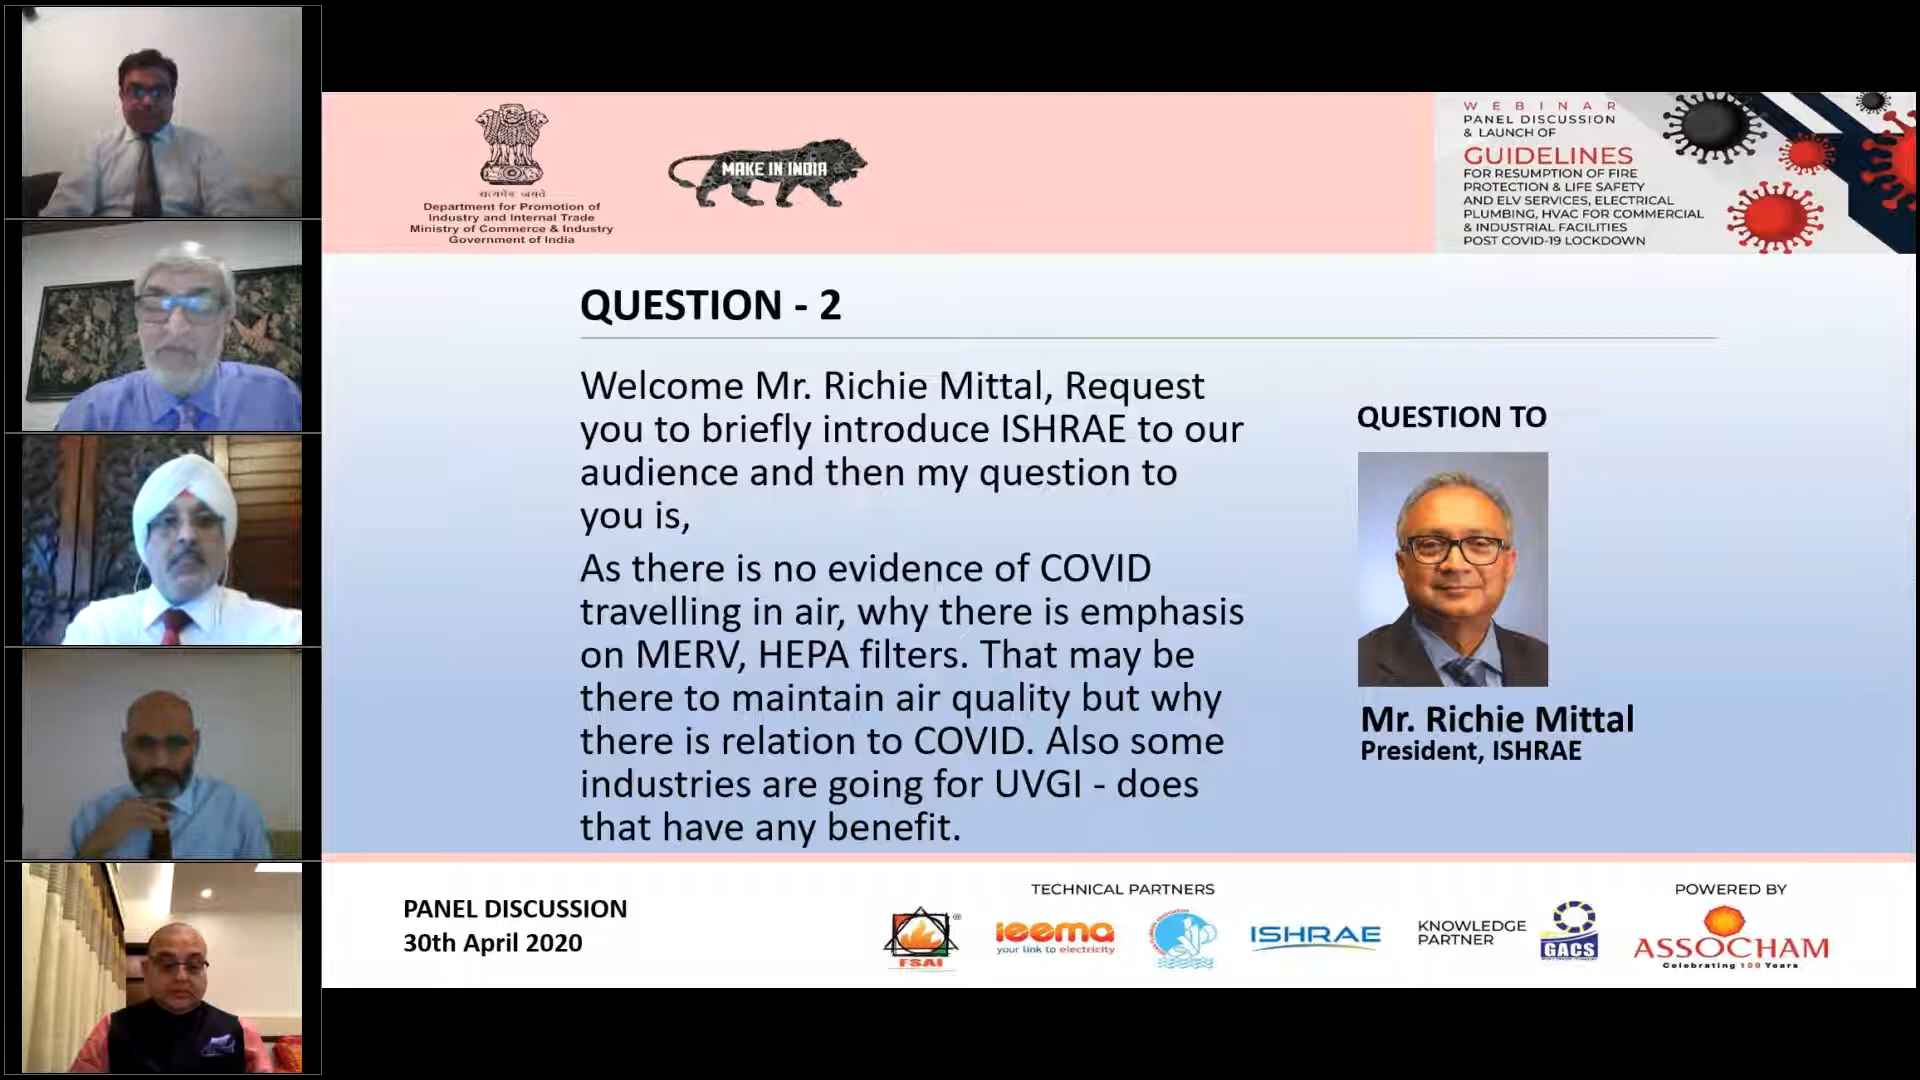 सत्यमेव जयते
Department for Promotion of
Industry and Internal Trade
Ministry of Commerce & Industry
Government of India
MAKE IN INDIA
WEBINAR
PANEL DISCUSSION
& LAUNCH OF
GUIDELINES
FOR RESUMPTION OF FIRE
PROTECTION & LIFE SAFETY
AND ELV SERVICES, ELECTRICAL
PLUMBING, HVAC FOR COMMERCIAL
& INDUSTRIAL FACILITIES
POST COVID-19 LOCKDOWN
QUESTION - 2
Welcome Mr. Richie Mittal, Request
you to briefly introduce ISHRAE to our
audience and then my question to
you is,
As there is no evidence of COVID
travelling in air, why there is emphasis
on MERV, HEPA filters. That may be
there to maintain air quality but why
there is relation to COVID. Also some
industries are going for UVGI - does
that have any benefit.
QUESTION TO
Mr. Richie Mittal
President, ISHRAE
PANEL DISCUSSION
30th April 2020
TECHNICAL PARTNERS
FSAI
ieema
your link to electricity
ISHRAE
KNOWLEDGE
PARTNER
GACS
POWERED BY
ASSOCHAM
Celebrating 100 Years